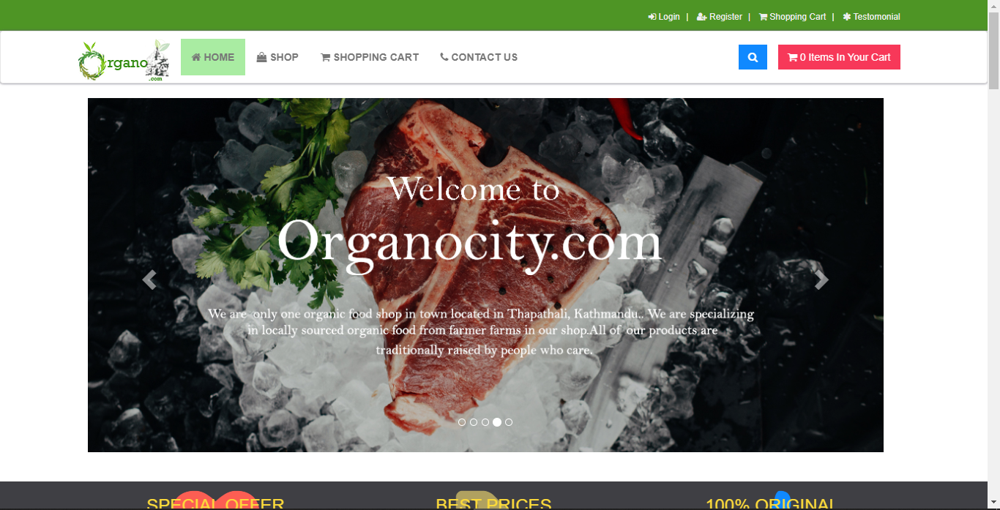 Login | Register | Shopping Cart | Testomonial
rgano
.com
HOME SHOP SHOPPING CART CONTACT US
0 Items In Your Cart
Welcome to
Organocity.com
We are only one organic food shop in town located in Thapathali, Kathmandu.. We are specializing
in locally sourced organic food from farmer farms in our shop.All of our products are
traditionally raised by people who care.
SPECIAL OFFER BEST PRICES 100% ORIGINAL